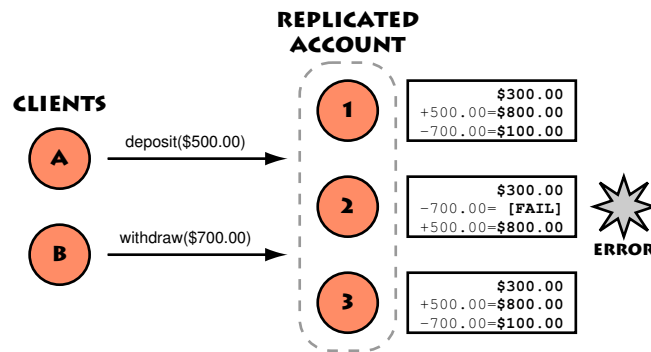 REPLICATED
ACCOUNT
CLIENTS
A
deposit($500.00)
B
withdraw($700.00)
1
$300.00
+500.00=$800.00
-700.00=$100.00
2
$300.00
-700.00= [FAIL]
+500.00=$800.00
ERROR
3
$300.00
+500.00=$800.00
-700.00=$100.00